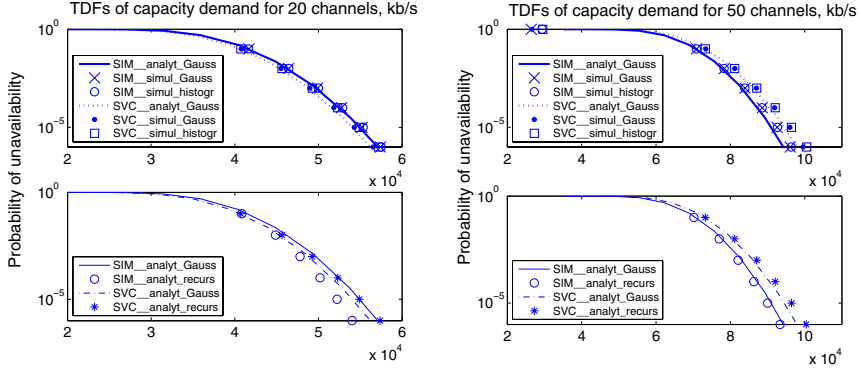 TDFs of capacity demand for 20 channels, kb/s
Probability of unavailability
10^0
10^-5
SIM__analyt_Gauss
SIM__simul_Gauss
SIM__simul_histogr
SVC__analyt_Gauss
SVC__simul_Gauss
SVC__simul_histogr
2 3 4 5 6
x 10^4
10^0
10^-5
SIM__analyt_Gauss
SIM__analyt_recurs
SVC__analyt_Gauss
SVC__analyt_recurs
2 3 4 5 6
x 10^4
TDFs of capacity demand for 50 channels, kb/s
Probability of unavailability
10^0
10^-5
SIM__analyt_Gauss
SIM__simul_Gauss
SIM__simul_histogr
SVC__analyt_Gauss
SVC__simul_Gauss
SVC__simul_histogr
2 4 6 8 10
x 10^4
10^0
10^-5
SIM__analyt_Gauss
SIM__analyt_recurs
SVC__analyt_Gauss
SVC__analyt_recurs
2 4 6 8 10
x 10^4